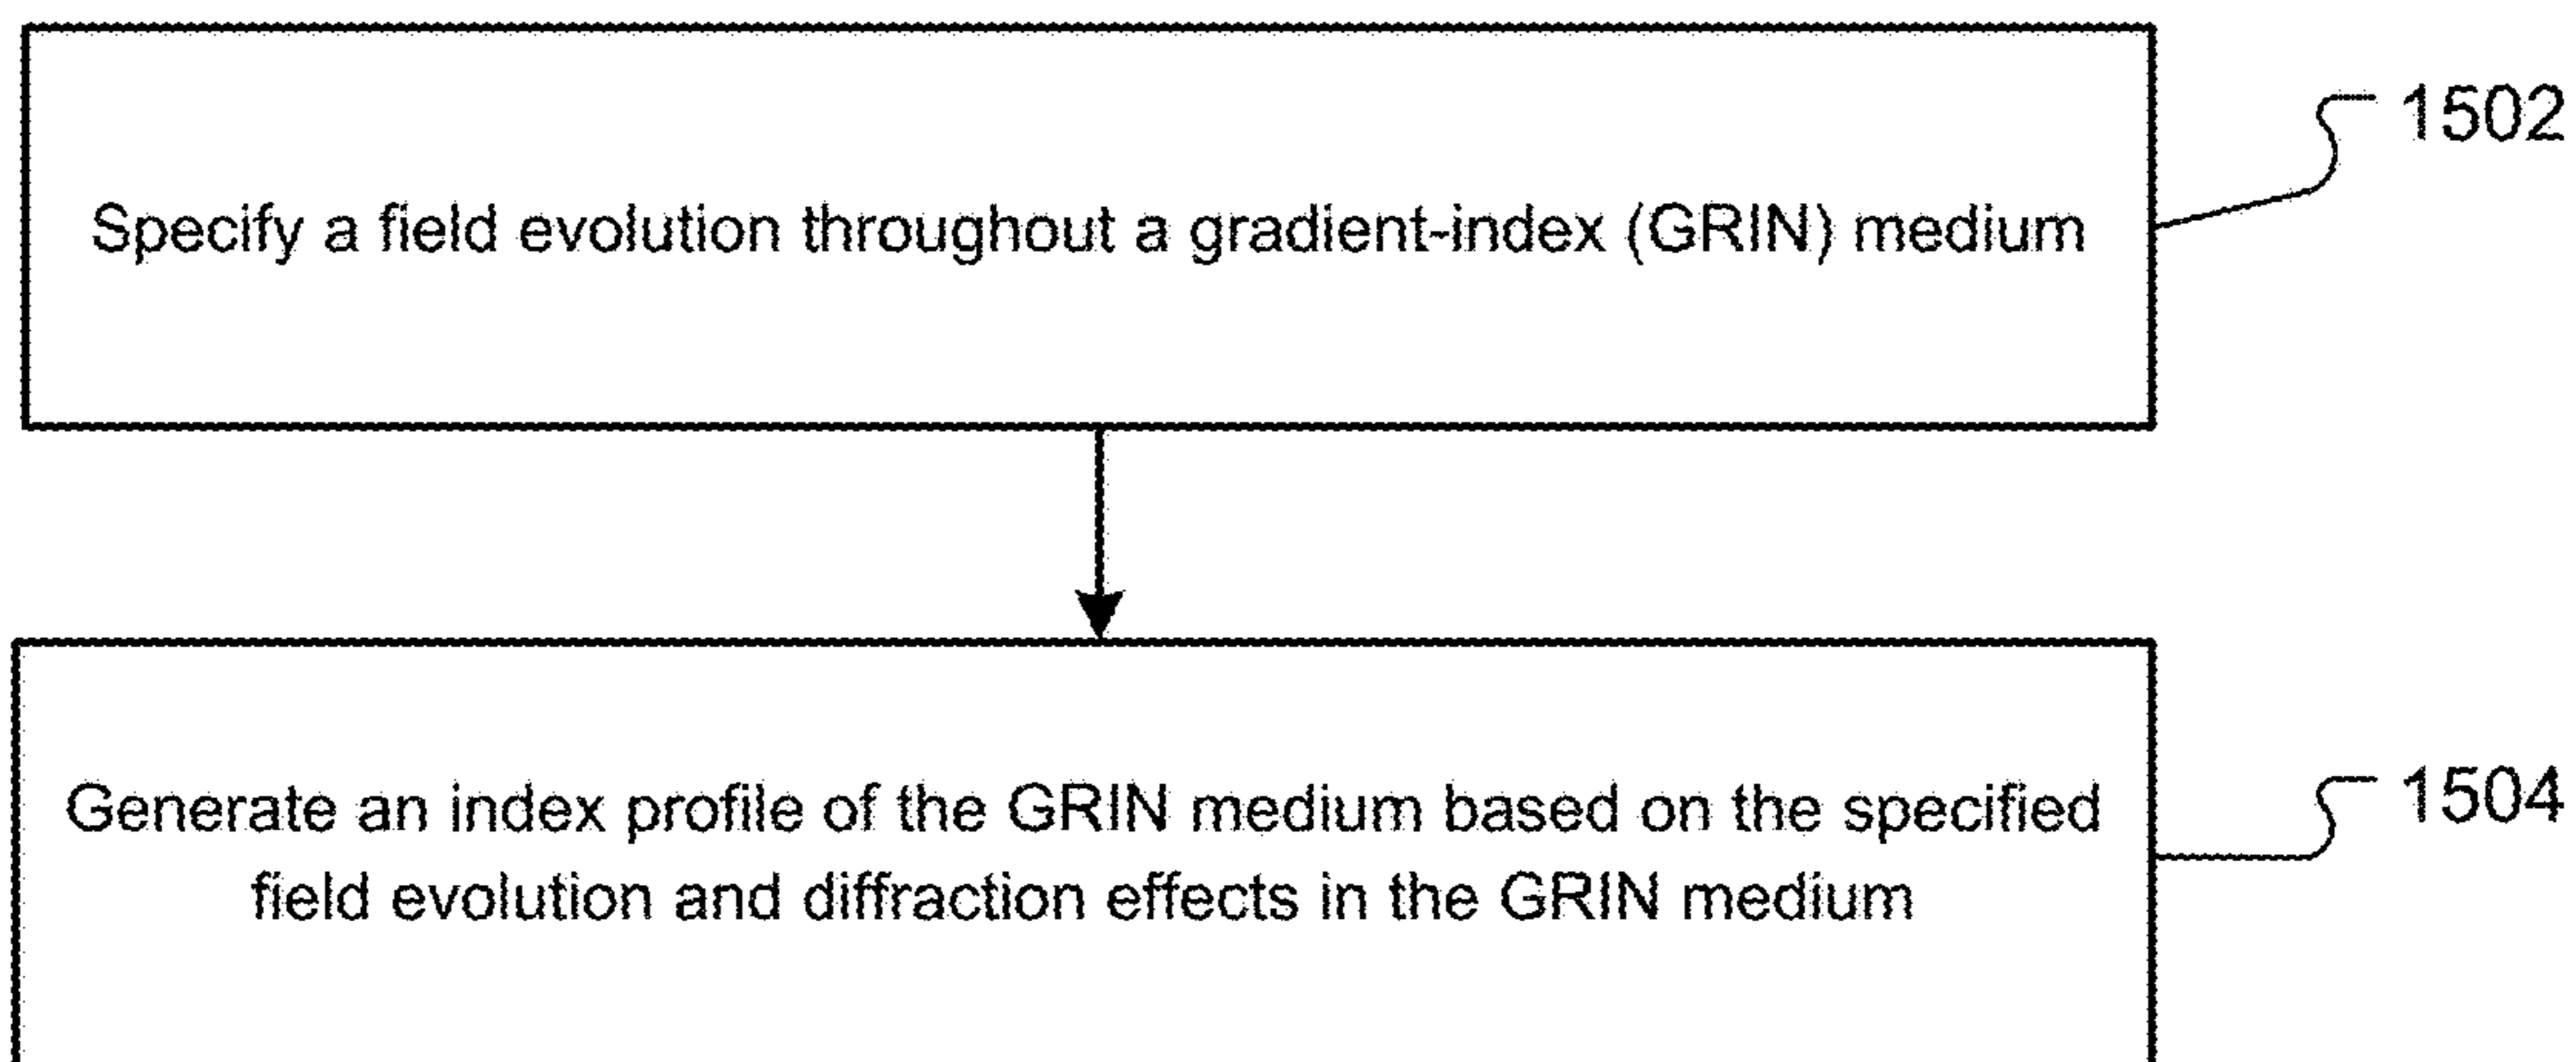 Specify a field evolution throughout a gradient-index (GRIN) medium
1502
Generate an index profile of the GRIN medium based on the specified
field evolution and diffraction effects in the GRIN medium
1504